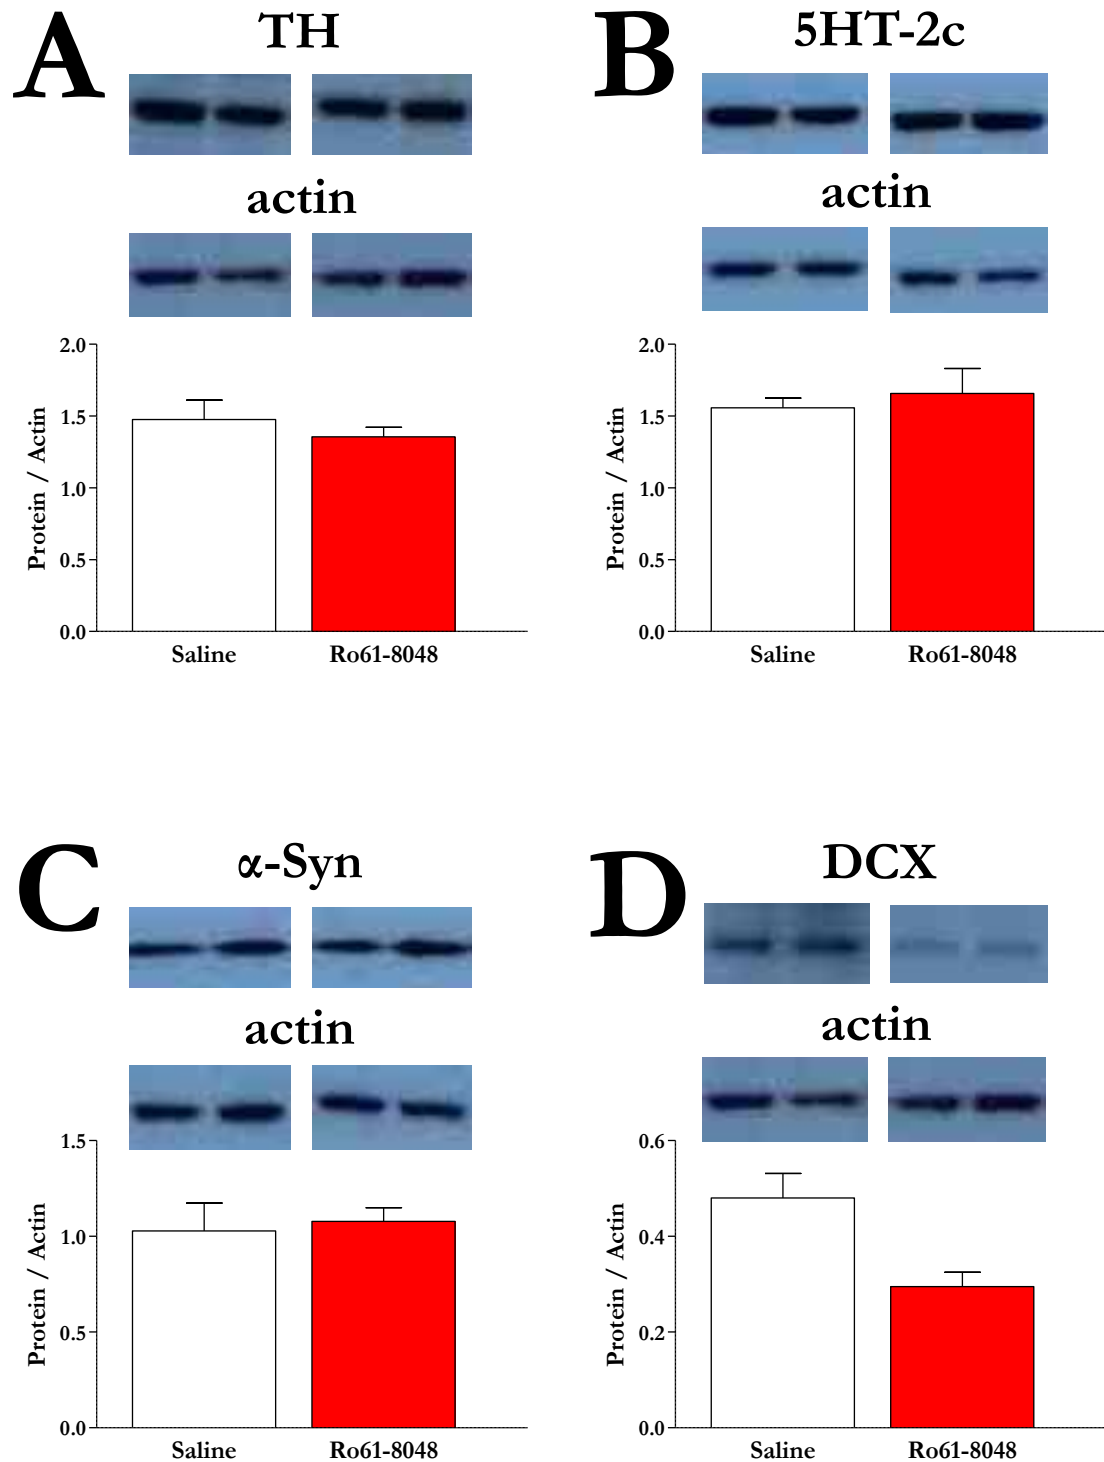 A
TH
actin
2.0
1.5
1.0
0.5
0.0
Protein / Actin
Saline Ro61-8048
B
5HT-2c
actin
2.0
1.5
1.0
0.5
0.0
Protein / Actin
Saline Ro61-8048
C
α-Syn
actin
1.5
1.0
0.5
0.0
Protein / Actin
Saline Ro61-8048
D
DCX
actin
0.6
0.4
0.2
0.0
Protein / Actin
Saline Ro61-8048